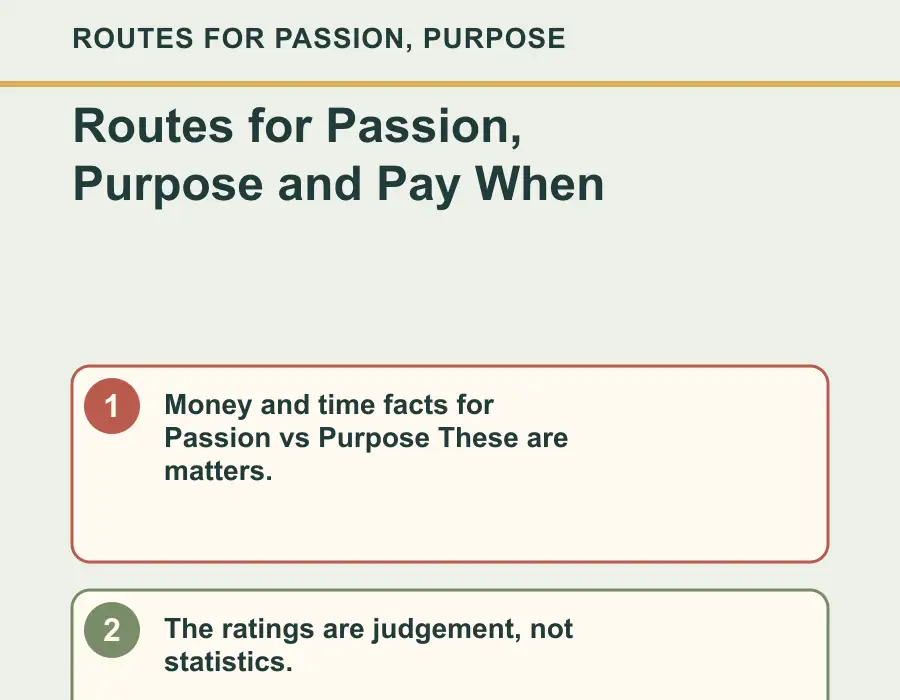 ROUTES FOR PASSION, PURPOSE
Routes for Passion,
Purpose and Pay When
1
Money and time facts for
Passion vs Purpose These are
matters.
2
The ratings are judgement, not
statistics.